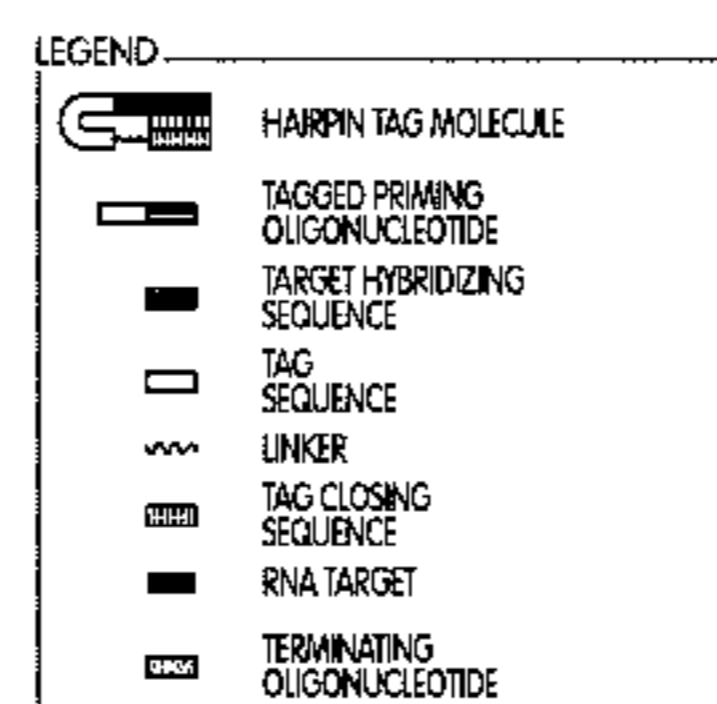 LEGEND
HAIRPIN TAG MOLECULE
TAGGED PRIMING
OLIGONUCLEOTIDE
TARGET HYBRIDIZING
SEQUENCE
TAG
SEQUENCE
LINKER
TAG CLOSING
SEQUENCE
RNA TARGET
TERMINATING
OLIGONUCLEOTIDE